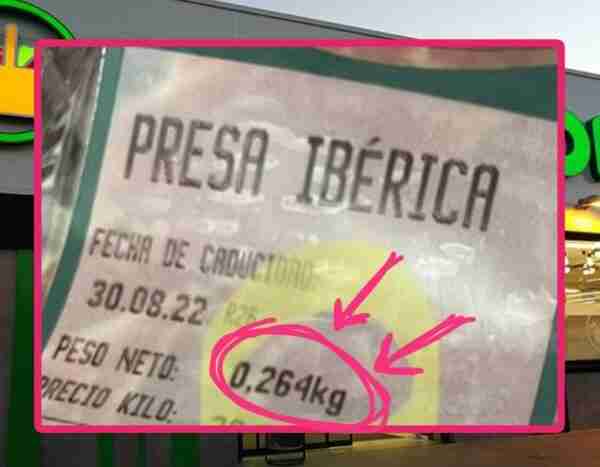 PRESA IBÉRICA
FECHA DE CADUCIDAD:
30.08.22
PESO NETO: 0,264kg
PRECIO KILO: